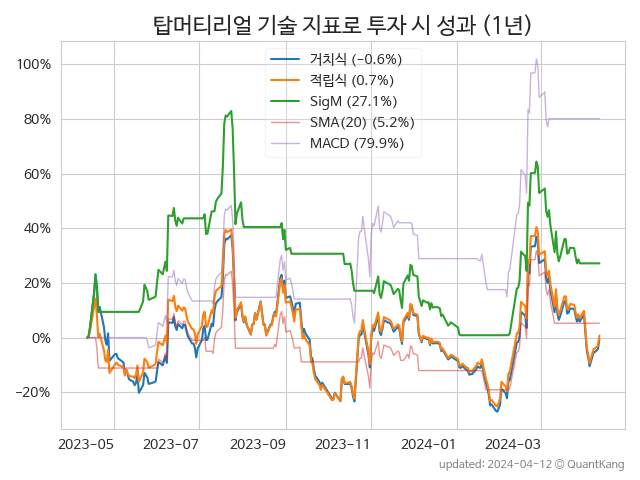 탑머티리얼 기술 지표로 투자 시 성과 (1년)
거치식 (−0.6%)
적립식 (0.7%)
SigM (27.1%)
SMA(20) (5.2%)
MACD (79.9%)
100%
80%
60%
40%
20%
0%
−20%
2023-05 2023-07 2023-09 2023-11 2024-01 2024-03
updated: 2024-04-12 © QuantKang